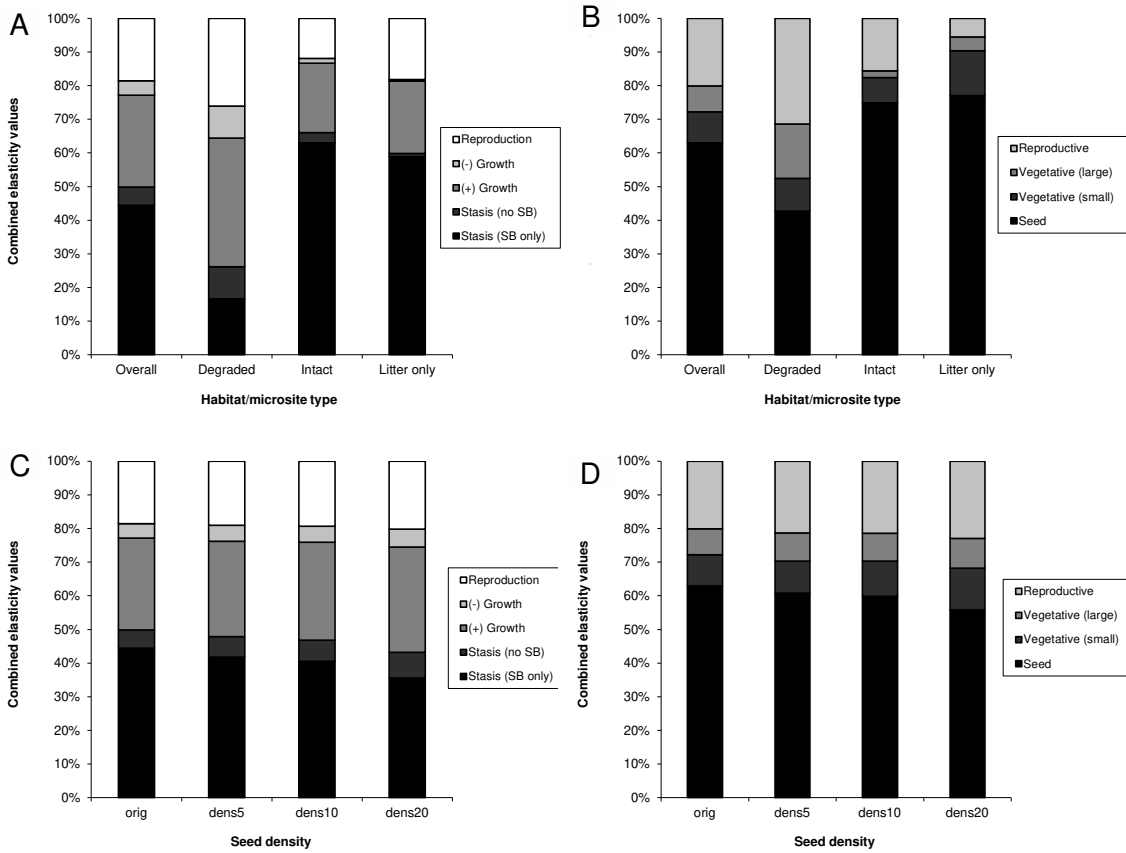 A
Combined elasticity values
100%
90%
80%
70%
60%
50%
40%
30%
20%
10%
0%
Overall Degraded Intact Litter only
Habitat/microsite type
Reproduction
(-) Growth
(+) Growth
Stasis (no SB)
Stasis (SB only)
B
Combined elasticity values
100%
90%
80%
70%
60%
50%
40%
30%
20%
10%
0%
Overall Degraded Intact Litter only
Habitat/microsite type
Reproductive
Vegetative (large)
Vegetative (small)
Seed
C
Combined elasticity values
100%
90%
80%
70%
60%
50%
40%
30%
20%
10%
0%
orig dens5 dens10 dens20
Seed density
Reproduction
(-) Growth
(+) Growth
Stasis (no SB)
Stasis (SB only)
D
Combined elasticity values
100%
90%
80%
70%
60%
50%
40%
30%
20%
10%
0%
orig dens5 dens10 dens20
Seed density
Reproductive
Vegetative (large)
Vegetative (small)
Seed